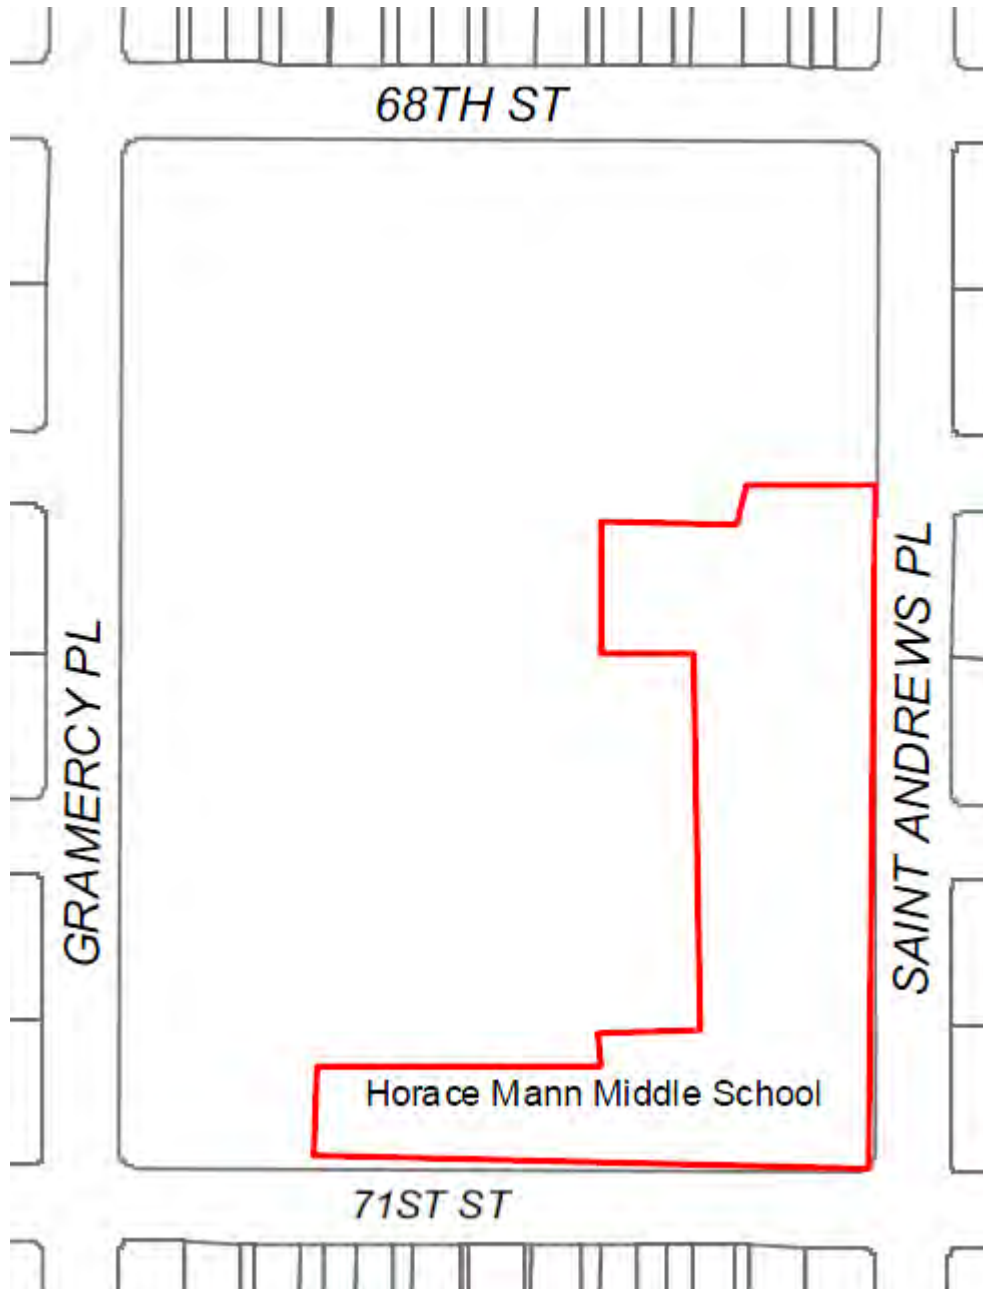 68TH ST
GRAMERCY PL
SAINT ANDREWS PL
Horace Mann Middle School
71ST ST